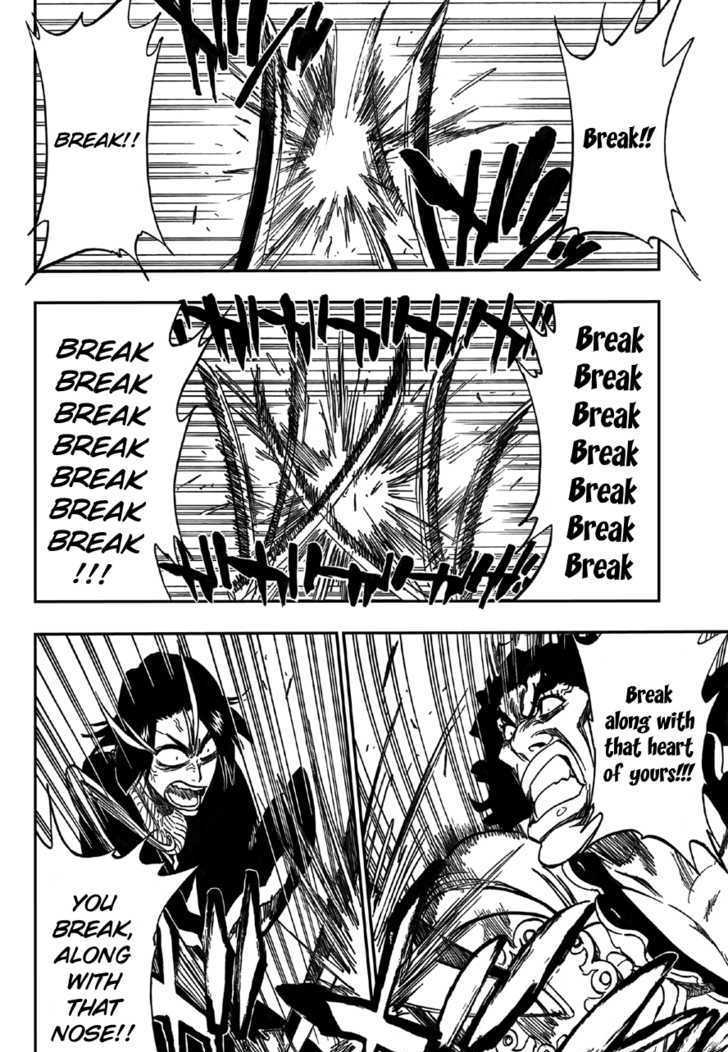 Break!!
BREAK!!
Break
Break
Break
Break
Break
Break
Break
BREAK
BREAK
BREAK
BREAK
BREAK
BREAK
BREAK
!!!
Break
along with
that heart
of yours!!!
YOU
BREAK,
ALONG
WITH
THAT
NOSE!!